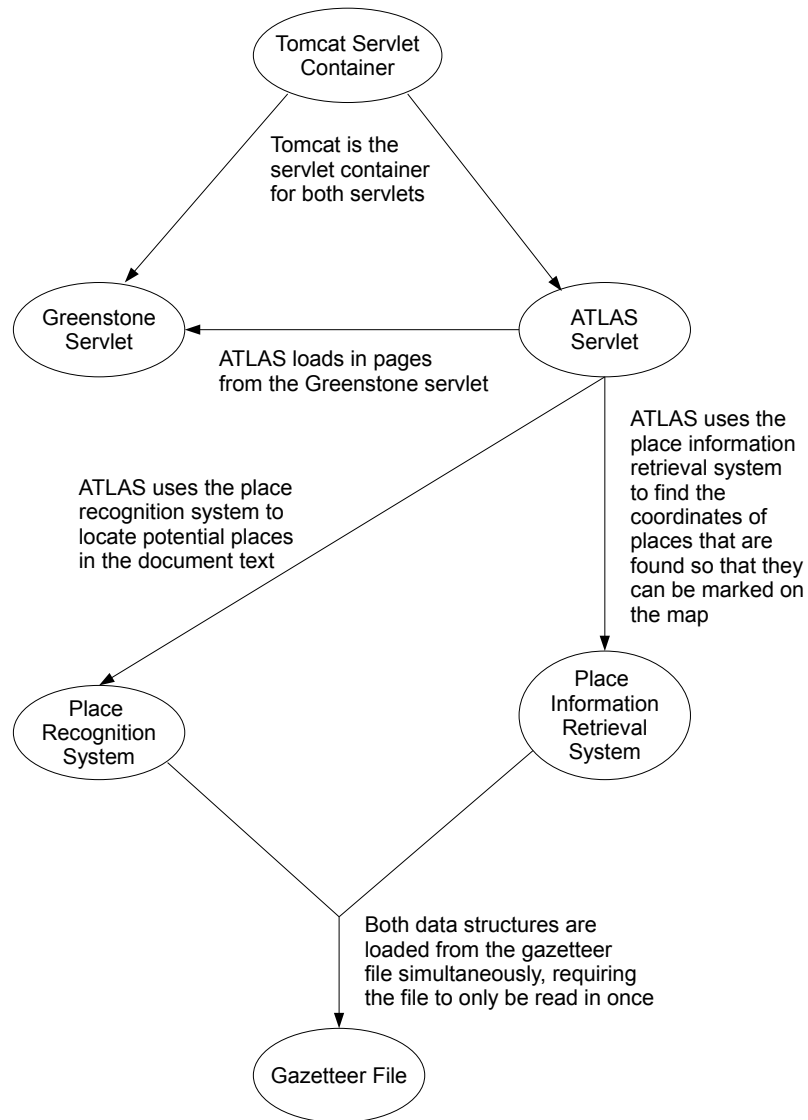 Tomcat Servlet
Container
Tomcat is the
servlet container
for both servlets
Greenstone
Servlet
ATLAS
Servlet
ATLAS loads in pages
from the Greenstone servlet
ATLAS uses the
place information
retrieval system
to find the
coordinates of
places that are
found so that they
can be marked on
the map
ATLAS uses the place
recognition system to
locate potential places
in the document text
Place
Recognition
System
Place
Information
Retrieval
System
Both data structures are
loaded from the gazetteer
file simultaneously, requiring
the file to only be read in once
Gazetteer File